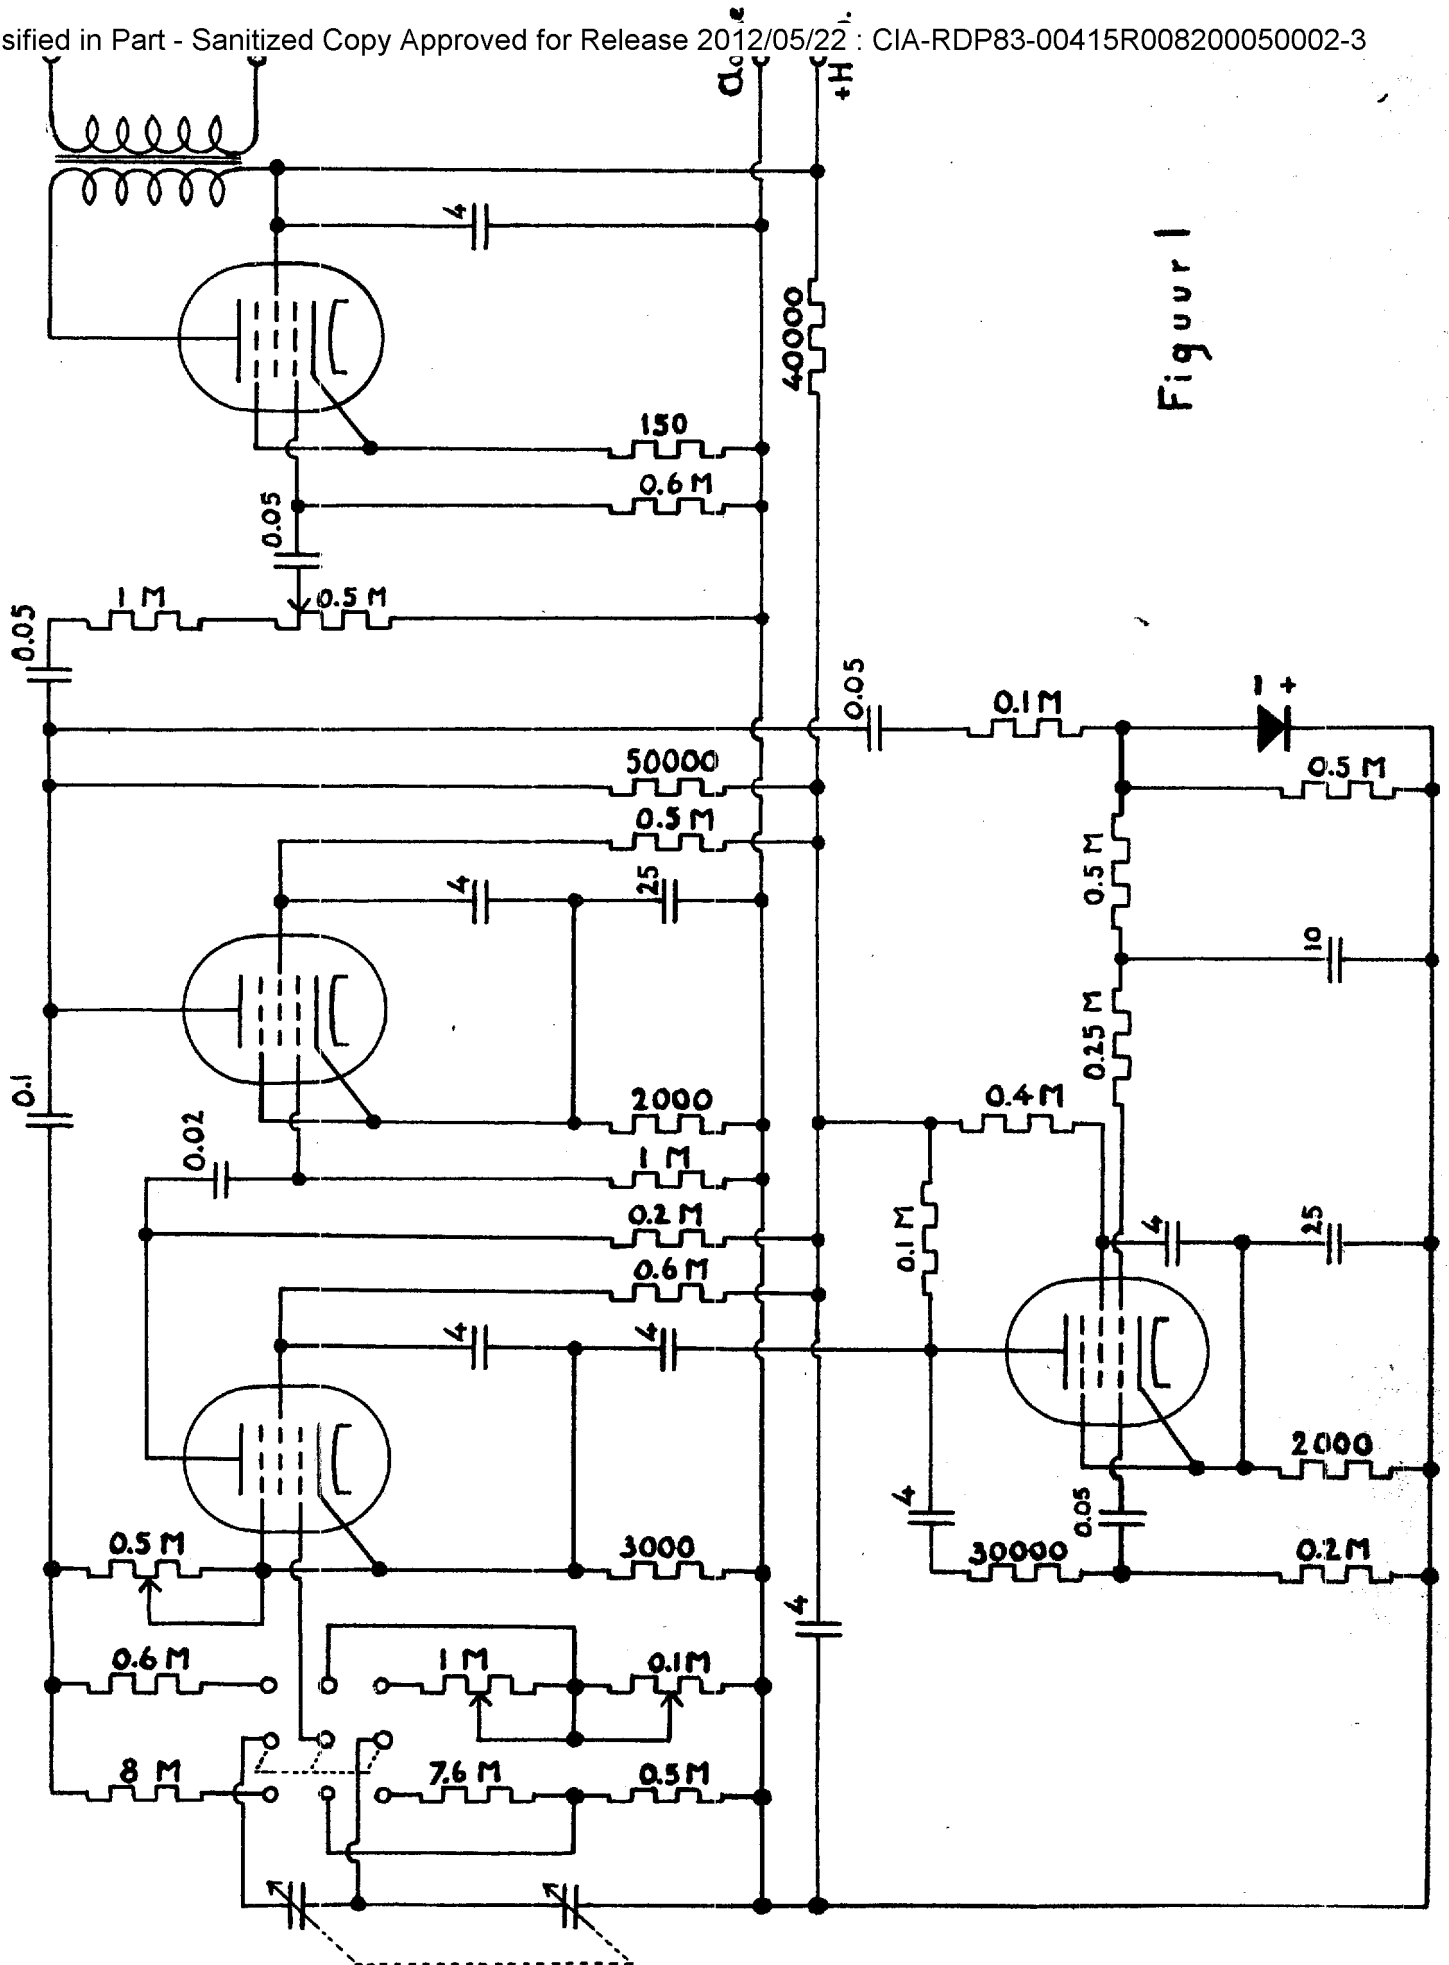 sified in Part - Sanitized Copy Approved for Release 2012/05/22 : CIA-RDP83-00415R008200050002-3
+H
4
40000
Figuur 1
150
0.6 M
0.05
1 M
0.5 M
0.05
0.05
0.1 M
- +
0.5 M
50000
0.5 M
4
25
0.5 M
10
0.25 M
0.1
0.02
2000
1 M
0.4 M
0.2 M
0.6 M
0.1 M
4
25
4
4
2000
4
0.05
0.5 M
3000
30000
0.2 M
4
0.6 M
1 M
0.1 M
8 M
7.6 M
0.5 M